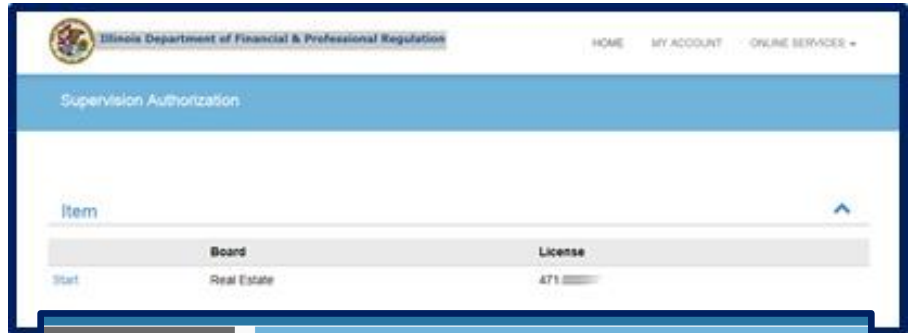 Illinois Department of Financial & Professional Regulation
HOME MY ACCOUNT ONLINE SERVICES
Supervision Authorization
Item
Board License
Start Real Estate 471.